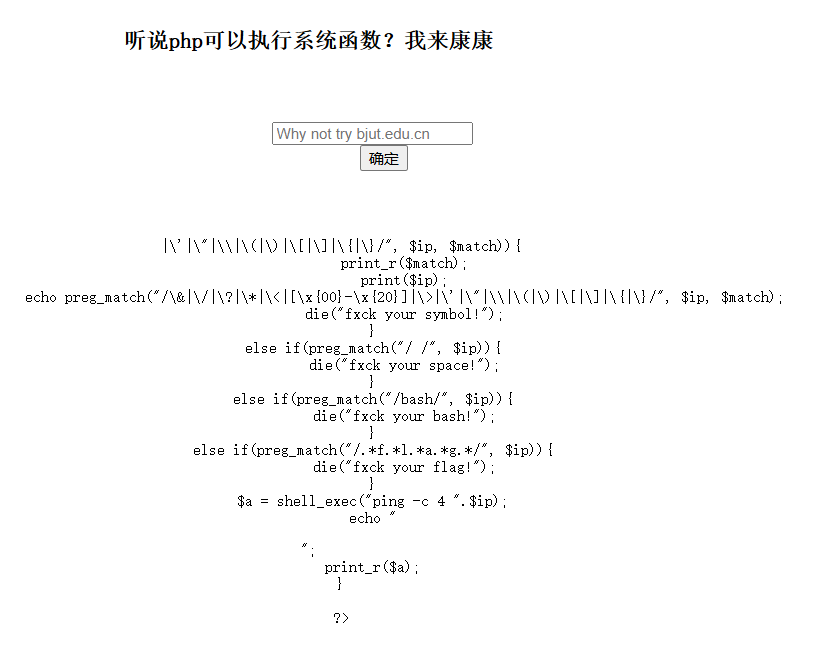 听说php可以执行系统函数？我来康康
Why not try bjut.edu.cn
确定
|\'|\"|\\|\(|\)|\[|\]|\{|\}/", $ip, $match)){
print_r($match);
print($ip);
echo preg_match("/\&|\/|\?|\*|\<|[\x{00}-\x{20}]|\>|\'|\"|\\|\(|\)|\[|\]|\{|\}/", $ip, $match);
die("fxck your symbol!");
}
else if(preg_match("/ /", $ip)){
die("fxck your space!");
}
else if(preg_match("/bash/", $ip)){
die("fxck your bash!");
}
else if(preg_match("/.*f.*l.*a.*g.*/", $ip)){
die("fxck your flag!");
}
$a = shell_exec("ping -c 4 ".$ip);
echo "
";
print_r($a);
}
?>